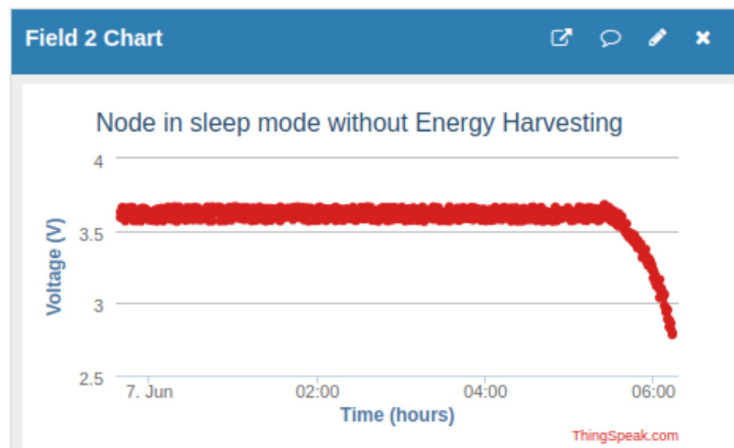 Field 2 Chart
Node in sleep mode without Energy Harvesting
4
3.5
3
2.5
Voltage (V)
7. Jun 02:00 04:00 06:00
Time (hours)
ThingSpeak.com